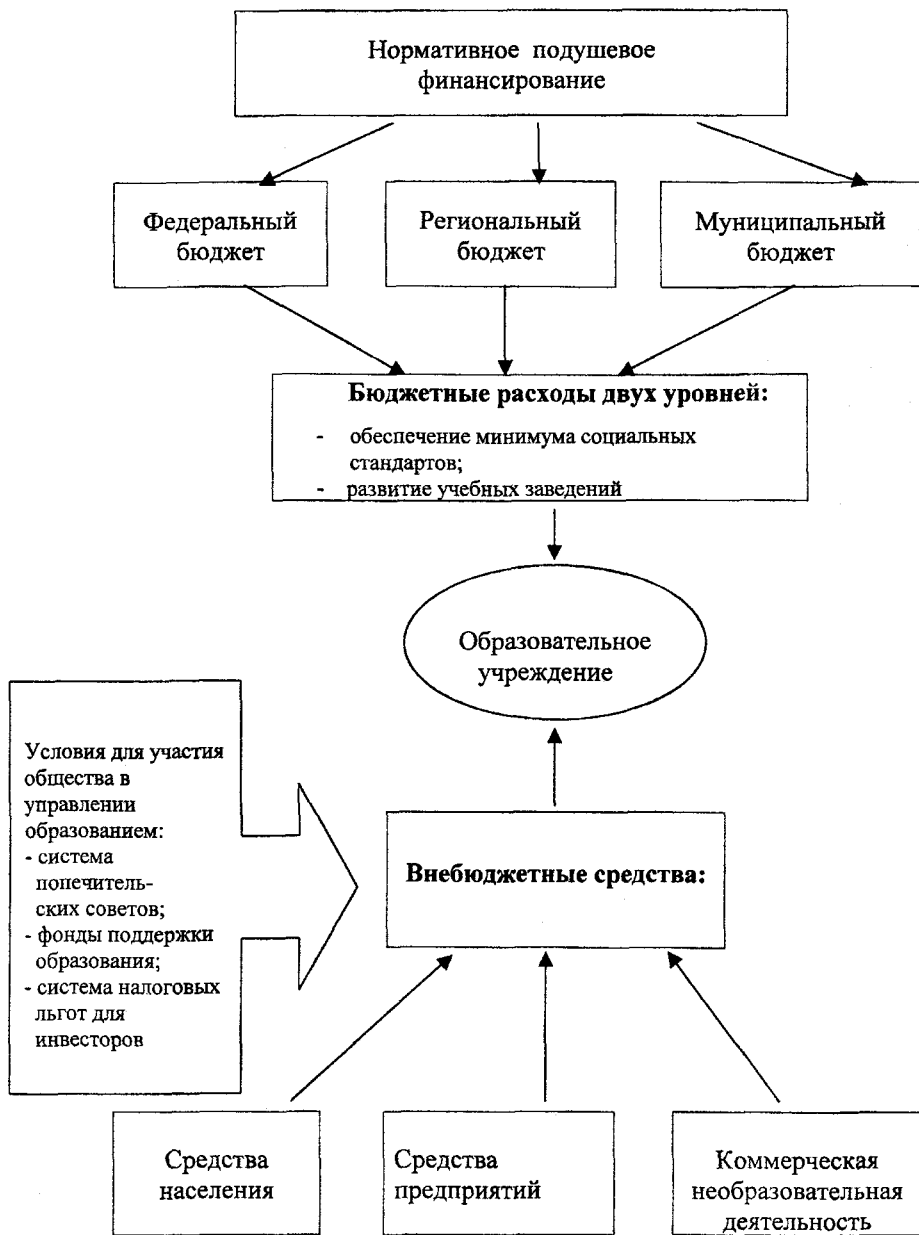 Нормативное подушевое
финансирование
Федеральный
бюджет
Региональный
бюджет
Муниципальный
бюджет
Бюджетные расходы двух уровней:
- обеспечение минимума социальных
стандартов;
- развитие учебных заведений
Образовательное
учреждение
Условия для участия
общества в
управлении
образованием:
- система
попечитель-
ских советов;
- фонды поддержки
образования;
- система налоговых
льгот для
инвесторов
Внебюджетные средства:
Средства
населения
Средства
предприятий
Коммерческая
необразовательная
деятельность